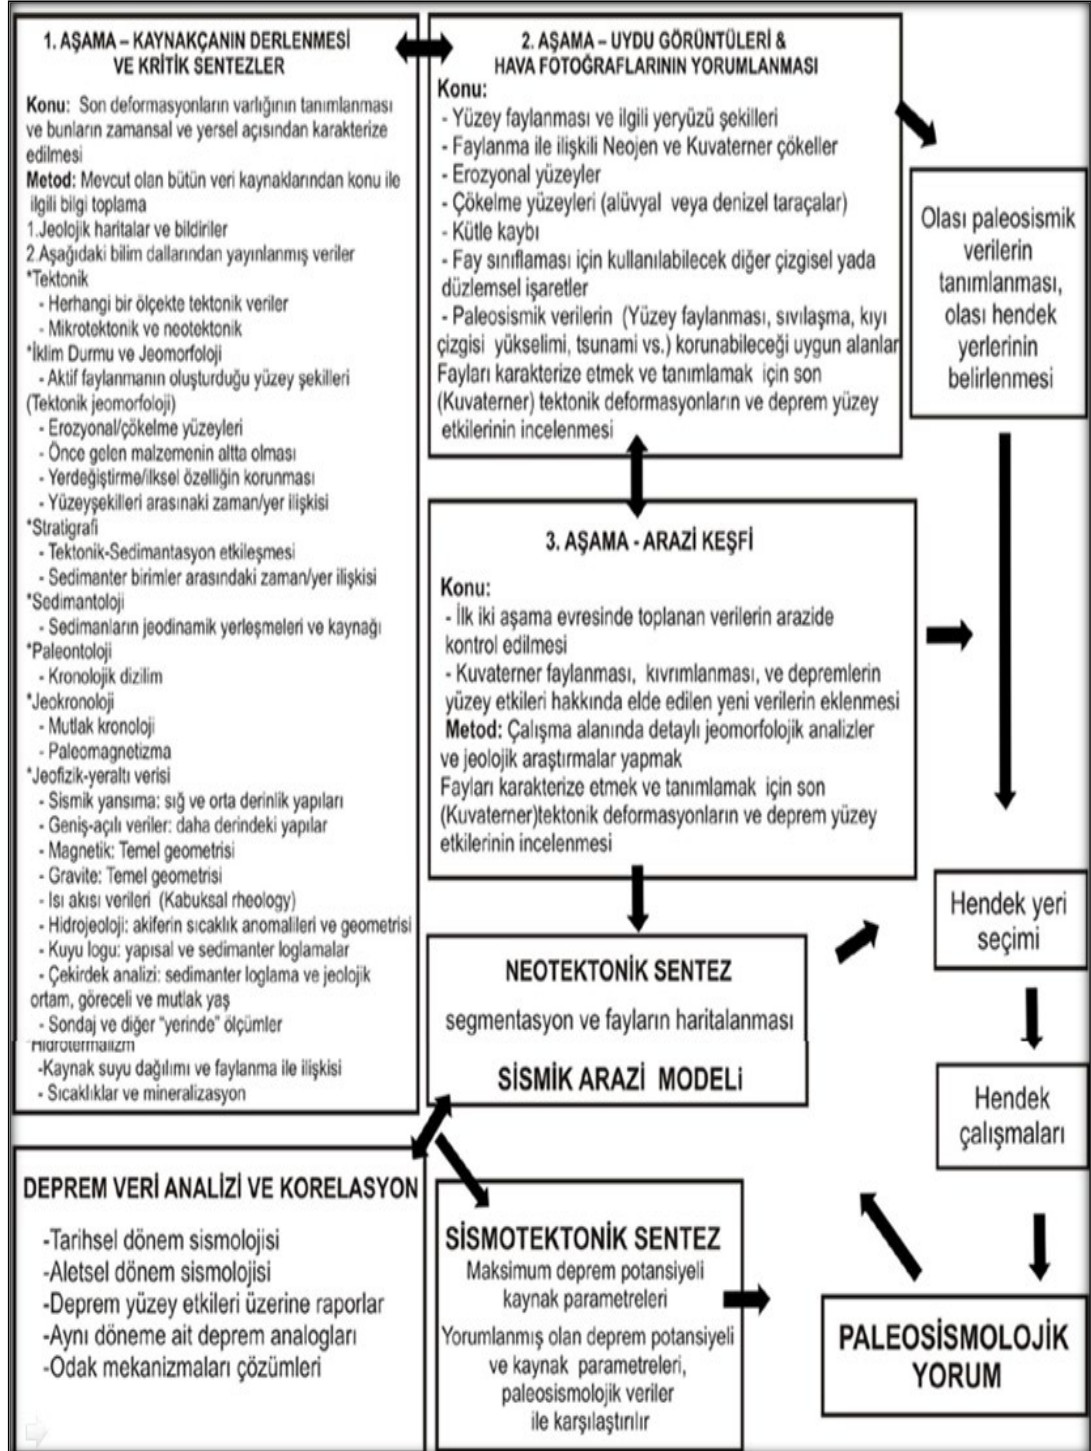 1. AŞAMA – KAYNAKÇANIN DERLENMESİ
VE KRİTİK SENTEZLER
Konu: Son deformasyonların varlığının tanımlanması
ve bunların zamansal ve yersel açısından karakterize
edilmesi
Metod: Mevcut olan bütün veri kaynaklarından konu ile
ilgili bilgi toplama
1.Jeolojik haritalar ve bildiriler
2.Aşağıdaki bilim dallarından yayınlanmış veriler
*Tektonik
- Herhangi bir ölçekte tektonik veriler
- Mikrotektonik ve neotektonik
*İklim Durmu ve Jeomorfoloji
- Aktif faylanmanın oluşturduğu yüzey şekilleri
(Tektonik jeomorfoloji)
- Erozyonal/çökelme yüzeyleri
- Önce gelen malzemenin altta olması
- Yerdeğiştirme/ilksel özelliğin korunması
- Yüzeyşekilleri arasınaki zaman/yer ilişkisi
*Stratigrafi
- Tektonik-Sedimantasyon etkileşmesi
- Sedimanter birimler arasındaki zaman/yer ilişkisi
*Sedimantoloji
- Sedimanların jeodinamik yerleşmeleri ve kaynağı
*Paleontoloji
- Kronolojik dizilim
*Jeokronoloji
- Mutlak kronoloji
- Paleomagnetizma
*Jeofizik-yeraltı verisi
- Sismik yansıma: sığ ve orta derinlik yapıları
- Geniş-açılı veriler: daha derindeki yapılar
- Magnetik: Temel geometrisi
- Gravite: Temel geometrisi
- Isı akısı verileri (Kabuksal rheology)
- Hidrojeoloji: akiferin sıcaklık anomalileri ve geometrisi
- Kuyu logu: yapısal ve sedimanter loglamalar
- Çekirdek analizi: sedimanter loglama ve jeolojik
ortam, göreceli ve mutlak yaş
- Sondaj ve diğer "yerinde" ölçümler
*Hidrotermalizm
-Kaynak suyu dağılımı ve faylanma ile ilişkisi
- Sıcaklıklar ve mineralizasyon
2. AŞAMA – UYDU GÖRÜNTÜLERİ &
HAVA FOTOĞRAFLARININ YORUMLANMASI
Konu:
- Yüzey faylanması ve ilgili yeryüzü şekilleri
- Faylanma ile ilişkili Neojen ve Kuvaterner çökeller
- Erozyonal yüzeyler
- Çökelme yüzeyleri (alüvyal veya denizel taraçalar)
- Kütle kaybı
- Fay sınıflaması için kullanılabilecek diğer çizgisel yada
düzlemsel işaretler
- Paleosismik verilerin (Yüzey faylanması, sıvılaşma, kıyı
çizgisi yükselimi, tsunami vs.) korunabileceği uygun alanlar
Fayları karakterize etmek ve tanımlamak için son
(Kuvaterner) tektonik deformasyonların ve deprem yüzey
etkilerinin incelenmesi
Olası paleosismik
verilerin
tanımlanması,
olası hendek
yerlerinin
belirlenmesi
3. AŞAMA - ARAZİ KEŞFİ
Konu:
- İlk iki aşama evresinde toplanan verilerin arazide
kontrol edilmesi
- Kuvaterner faylanması, kıvrımlanması, ve depremlerin
yüzey etkileri hakkında elde edilen yeni verilerin eklenmesi
Metod: Çalışma alanında detaylı jeomorfolojik analizler
ve jeolojik araştırmalar yapmak
Fayları karakterize etmek ve tanımlamak için son
(Kuvaterner)tektonik deformasyonların ve deprem yüzey
etkilerinin incelenmesi
NEOTEKTONİK SENTEZ
segmentasyon ve fayların haritalanması
SİSMİK ARAZİ MODELi
Hendek yeri
seçimi
Hendek
çalışmaları
DEPREM VERİ ANALİZİ VE KORELASYON
-Tarihsel dönem sismolojisi
-Aletsel dönem sismolojisi
-Deprem yüzey etkileri üzerine raporlar
-Aynı döneme ait deprem analogları
-Odak mekanizmaları çözümleri
SİSMOTEKTONİK SENTEZ
Maksimum deprem potansiyeli
kaynak parametreleri
Yorumlanmış olan deprem potansiyeli
ve kaynak parametreleri,
paleosismolojik veriler
ile karşılaştırılır
PALEOSİSMOLOJİK
YORUM